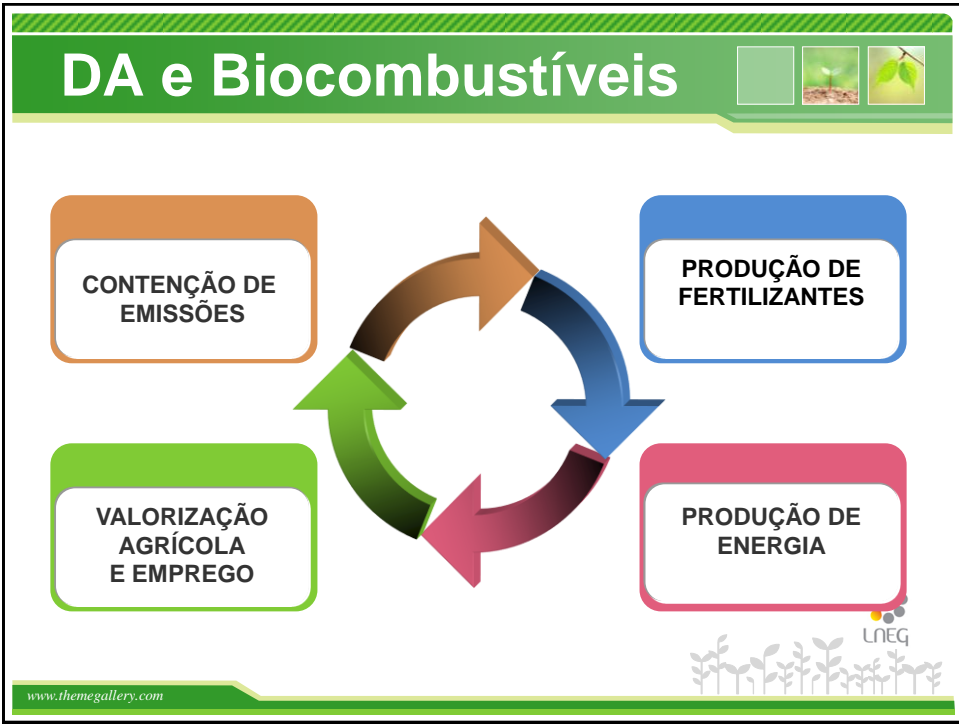 DA e Biocombustíveis
CONTENÇÃO DE
EMISSÕES
PRODUÇÃO DE
FERTILIZANTES
VALORIZAÇÃO
AGRÍCOLA
E EMPREGO
PRODUÇÃO DE
ENERGIA
LNEG
www.themegallery.com